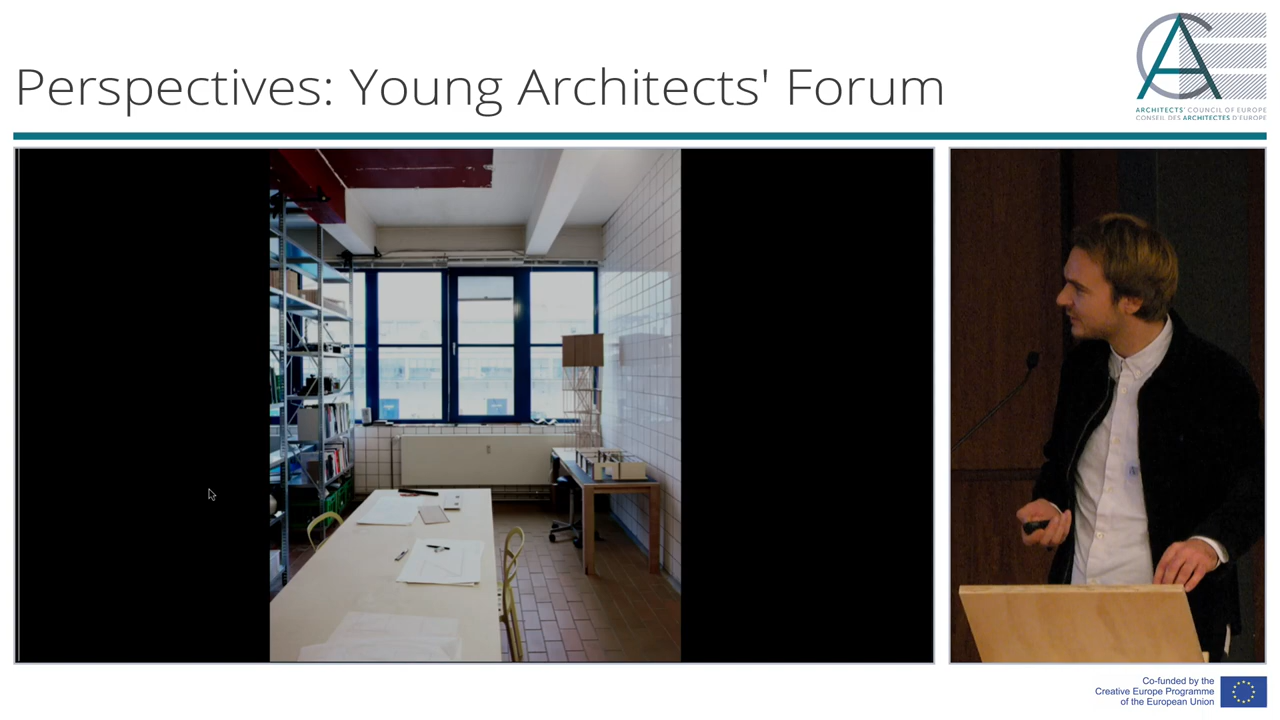 Perspectives: Young Architects' Forum
ARCHITECTS' COUNCIL OF EUROPE
CONSEIL DES ARCHITECTES D'EUROPE
Co-funded by the
Creative Europe Programme
of the European Union